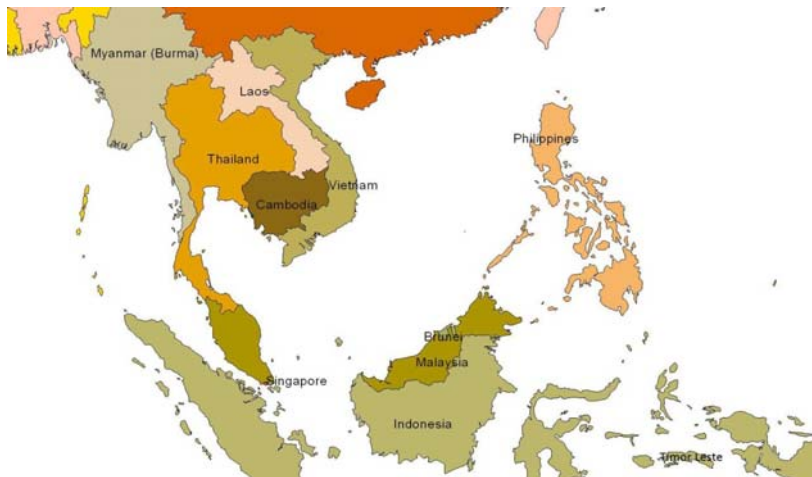 Myanmar (Burma)
Laos
Philippines
Thailand
Vietnam
Cambodia
Brunei
Malaysia
Singapore
Indonesia
Timor Leste